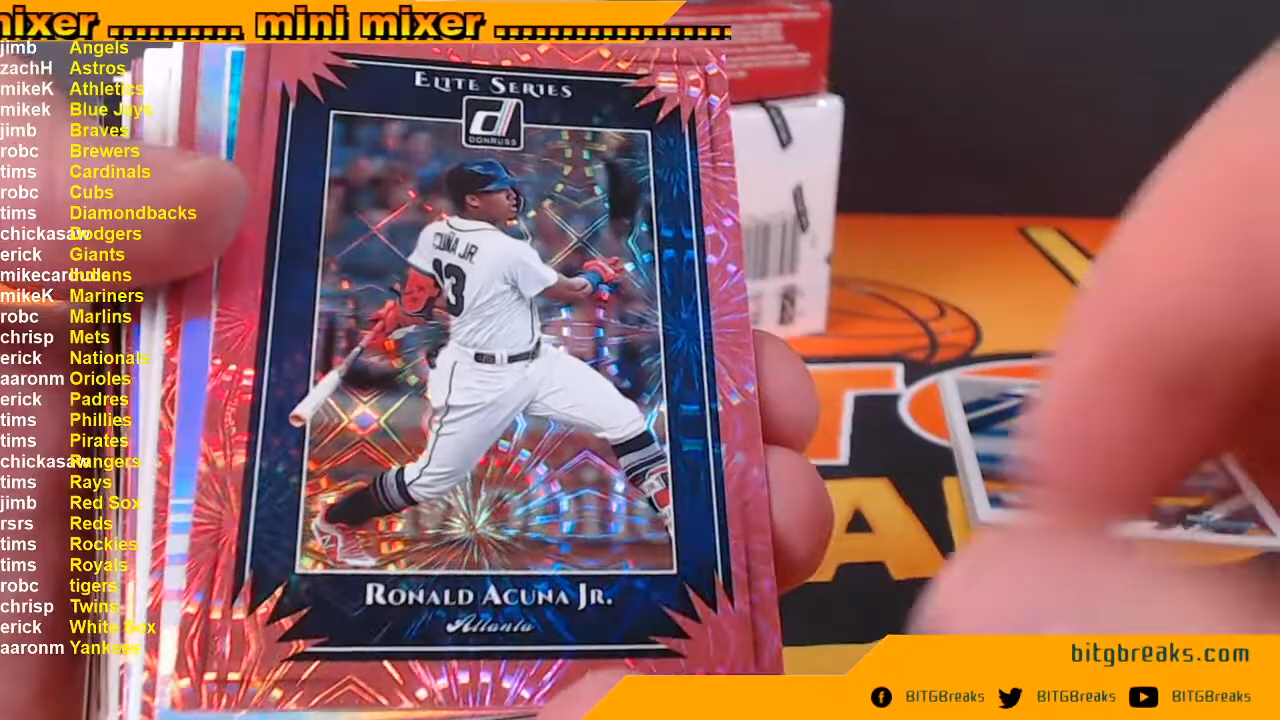 mixer .......... mini mixer ....................
jimb Angels
zachH Astros
mikeK Athletics
mikek Blue Jays
jimb Braves
robc Brewers
tims Cardinals
robc Cubs
tims Diamondbacks
chickasaw Dodgers
erick Giants
Indians
mikeK Mariners
robc Marlins
chrisp Mets
erick Nationals
aaronm Orioles
erick Padres
tims Phillies
tims Pirates
chickasaw Rangers
tims Rays
jimb Red Sox
rsrs Reds
tims Rockies
tims Royals
robc tigers
chrisp Twins
erick White Sox
aaronm Yankees
ELITE SERIES
d
DONRUSS
ACUÑA JR.
13
RONALD ACUNA JR.
Atlanta
bitgbreaks.com
BITGBreaks BITGBreaks BITGBreaks